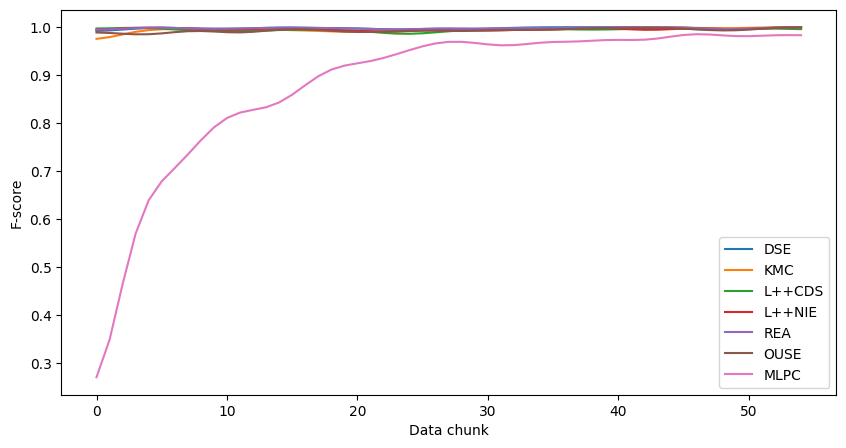 1.0
0.9
0.8
0.7
0.6
0.5
0.4
0.3
F-score
0
10
20
30
40
50
Data chunk
DSE
KMC
L++CDS
L++NIE
REA
OUSE
MLPC